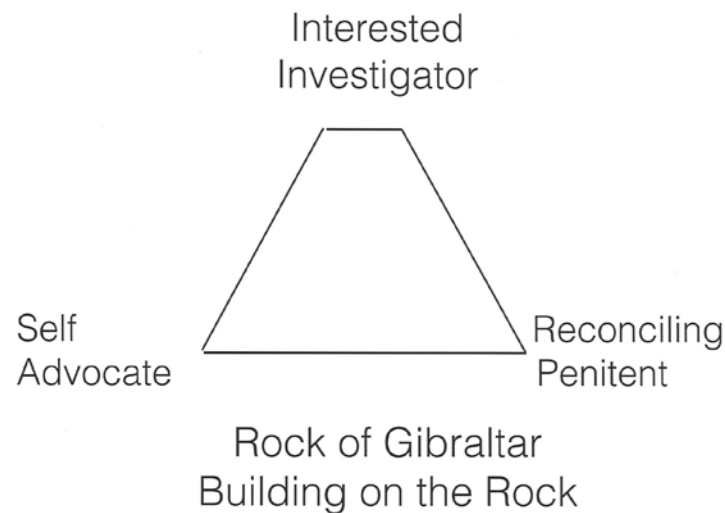 Interested
Investigator
Self
Advocate
Reconciling
Penitent
Rock of Gibraltar
Building on the Rock